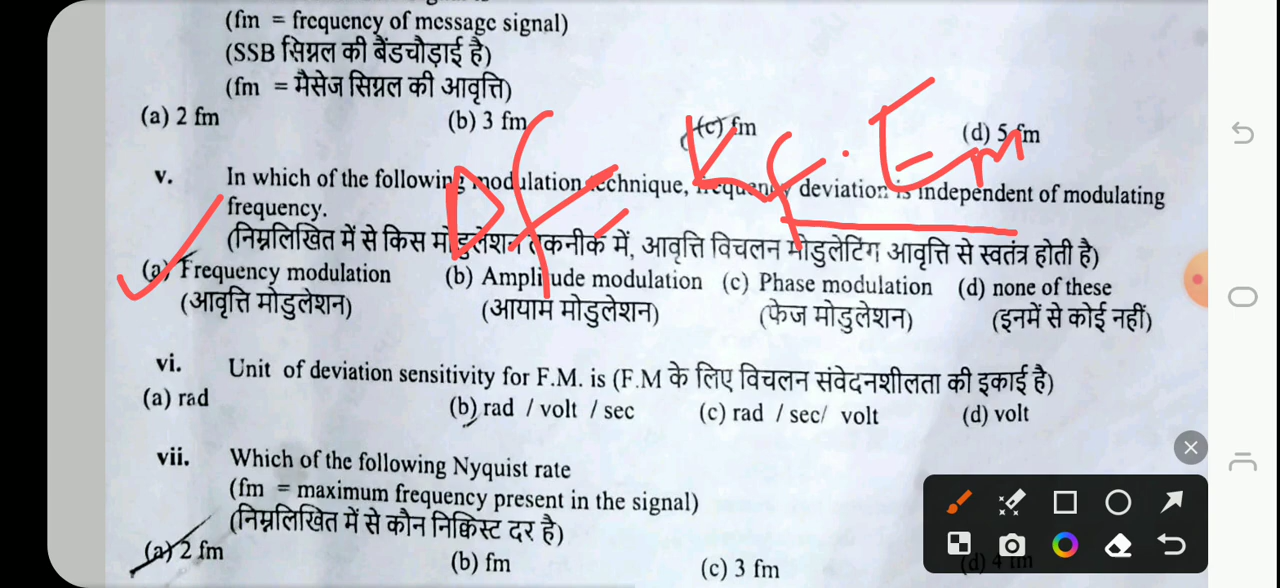 (fm = frequency of message signal)
(SSB सिग्नल की बैंडचौड़ाई है)
(fm = मैसेज सिग्नल की आवृत्ति)
(a) 2 fm (b) 3 fm (c) fm (d) 5 fm
v. In which of the following modulation technique, frequency deviation is independent of modulating
frequency.
(निम्नलिखित में से किस मोडुलेशन तकनीक में, आवृत्ति विचलन मोडुलेटिंग आवृत्ति से स्वतंत्र होती है)
(a) Frequency modulation (b) Amplitude modulation (c) Phase modulation (d) none of these
(आवृत्ति मोडुलेशन) (आयाम मोडुलेशन) (फेज मोडुलेशन) (इनमें से कोई नहीं)
DF = KF . Em
vi. Unit of deviation sensitivity for F.M. is (F.M के लिए विचलन संवेदनशीलता की इकाई है)
(a) rad (b) rad / volt / sec (c) rad / sec/ volt (d) volt
vii. Which of the following Nyquist rate
(fm = maximum frequency present in the signal)
(निम्नलिखित में से कौन निक्विस्ट दर है)
(a) 2 fm (b) fm (c) 3 fm (d) 4 fm